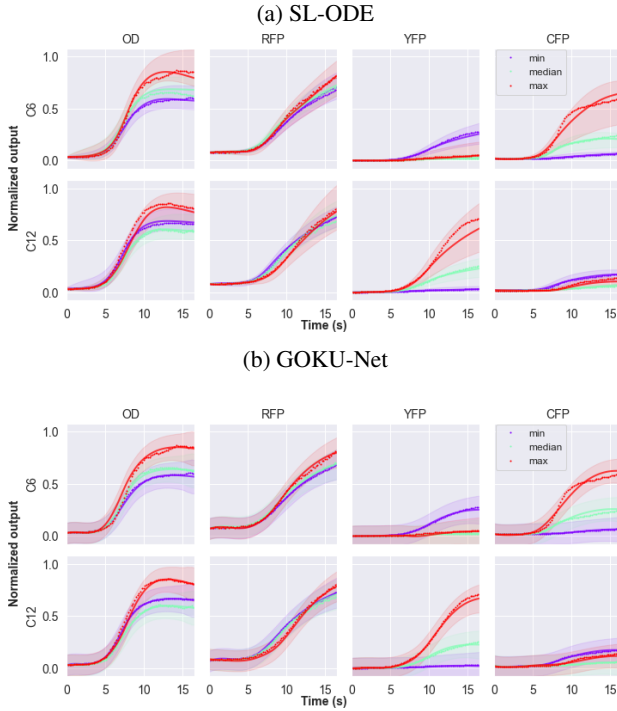 (a) SL-ODE
OD RFP YFP CFP
Normalized output
C6
1.0
0.5
0.0
min
median
max
C12
1.0
0.5
0.0
0 5 10 15 0 5 10 15 0 5 10 15 0 5 10 15
Time (s)
(b) GOKU-Net
OD RFP YFP CFP
Normalized output
C6
1.0
0.5
0.0
min
median
max
C12
1.0
0.5
0.0
0 5 10 15 0 5 10 15 0 5 10 15 0 5 10 15
Time (s)